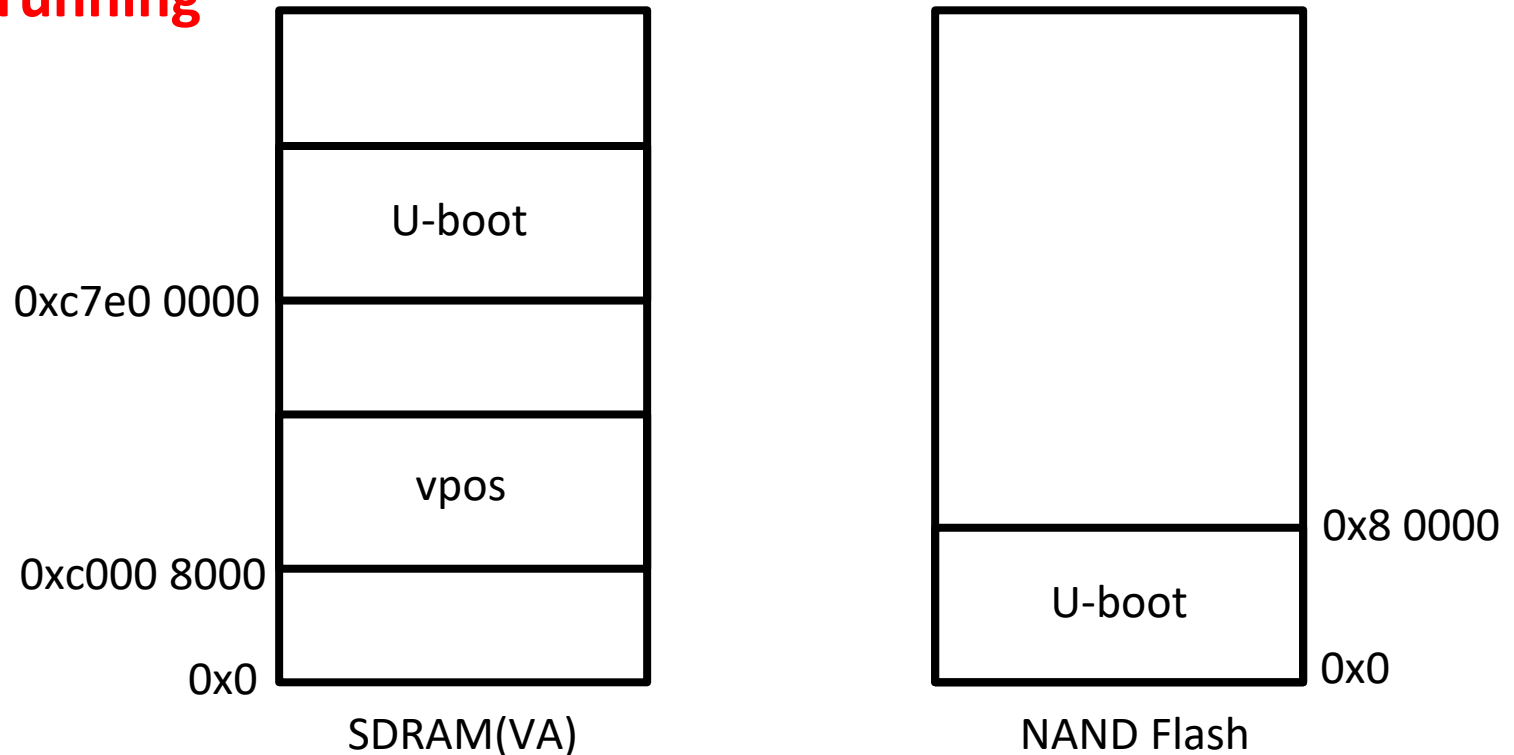 running
U-boot
0xc7e0 0000
vpos
0x8 0000
0xc000 8000
U-boot
0x0
0x0
SDRAM(VA)
NAND Flash